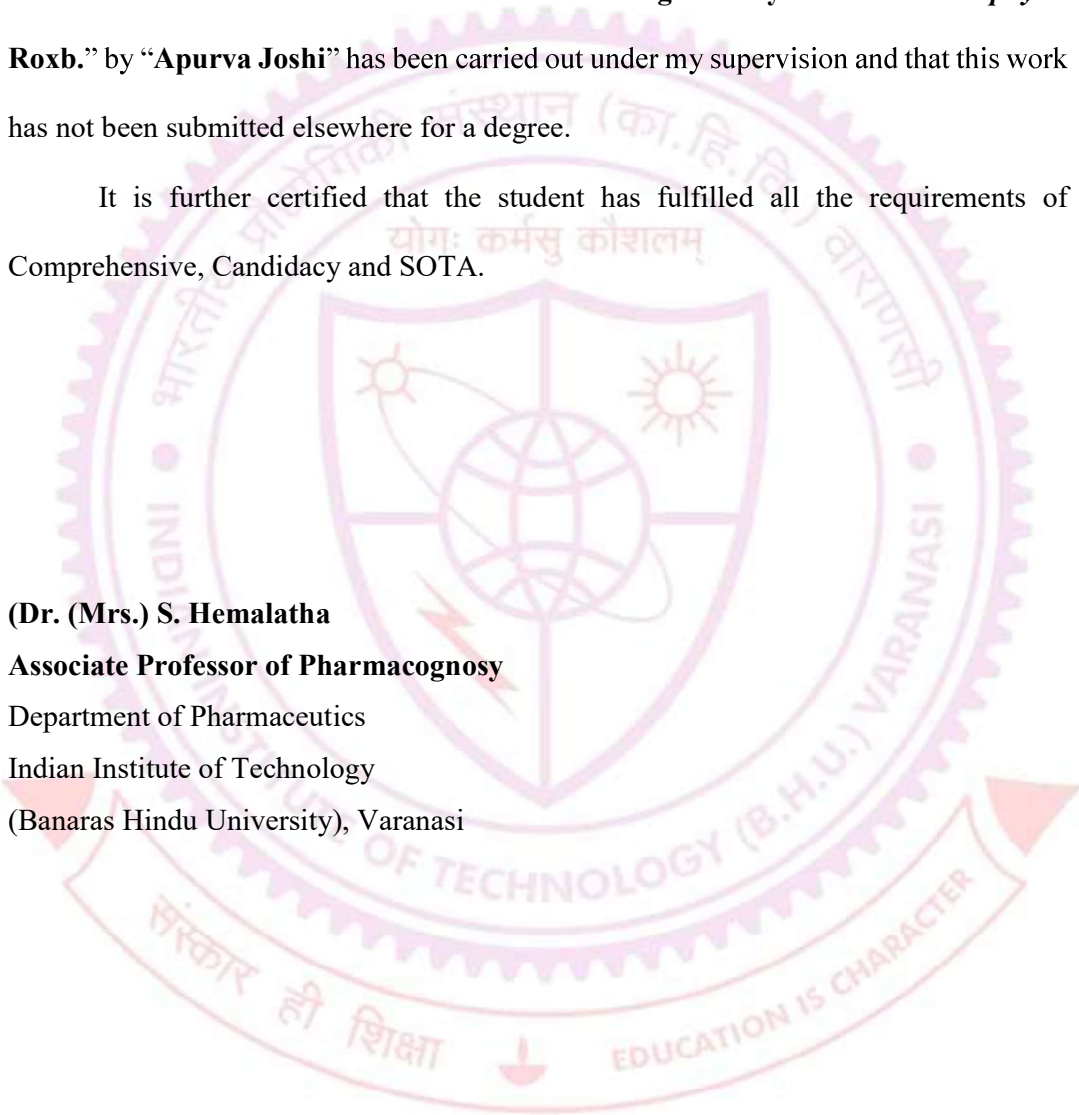 Roxb.” by “Apurva Joshi” has been carried out under my supervision and that this work
has not been submitted elsewhere for a degree.
It is further certified that the student has fulfilled all the requirements of
Comprehensive, Candidacy and SOTA.
(Dr. (Mrs.) S. Hemalatha
Associate Professor of Pharmacognosy
Department of Pharmaceutics
Indian Institute of Technology
(Banaras Hindu University), Varanasi
भारतीय प्रौद्योगिकी संस्थान (का.हि.वि.) वाराणसी
योगः कर्मसु कौशलम्
INDIAN INSTITUTE OF TECHNOLOGY (B.H.U.) VARANASI
संस्कार ही शिक्षा
EDUCATION IS CHARACTER